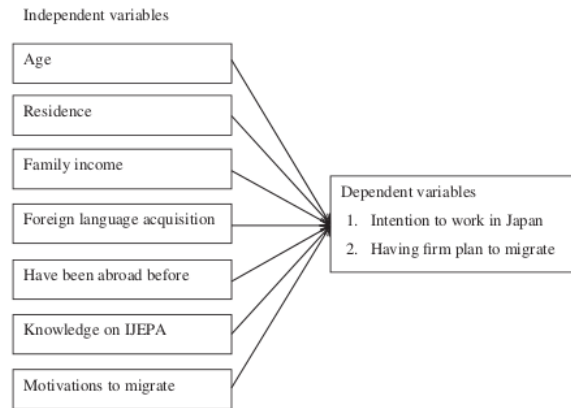 Independent variables
Age
Residence
Family income
Foreign language acquisition
Have been abroad before
Knowledge on IJEPA
Motivations to migrate
Dependent variables
1. Intention to work in Japan
2. Having firm plan to migrate